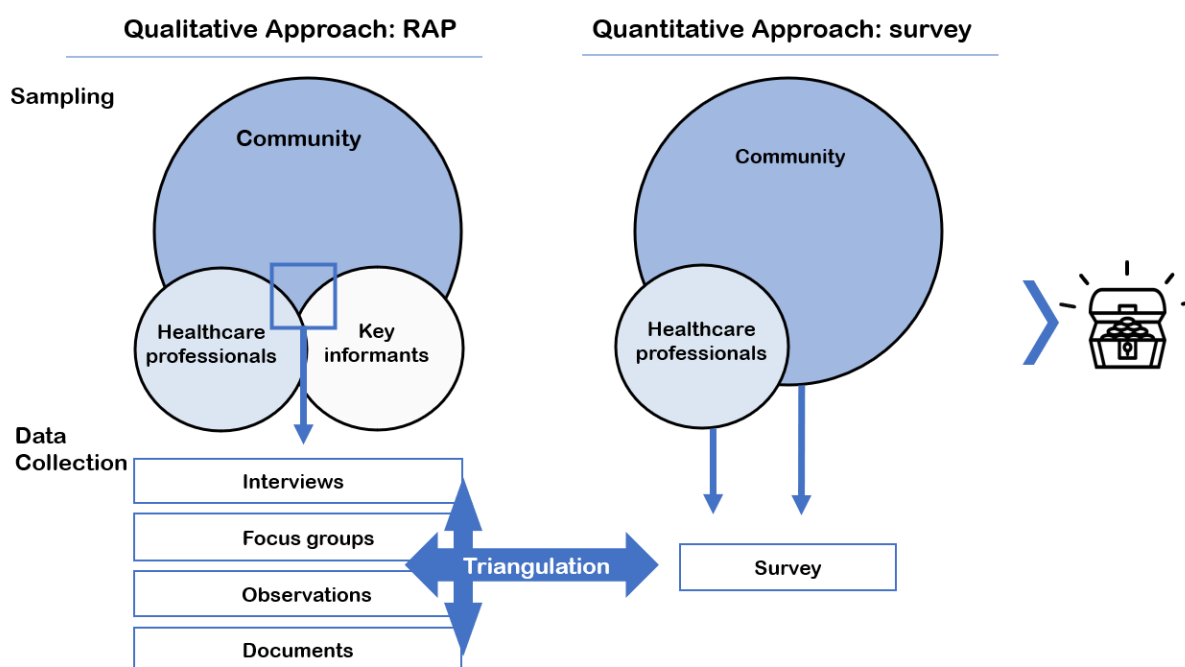 Qualitative Approach: RAP
Quantitative Approach: survey
Sampling
Community
Community
Healthcare
professionals
Key
informants
Healthcare
professionals
Data
Collection
Interviews
Focus groups
Observations
Documents
Triangulation
Survey